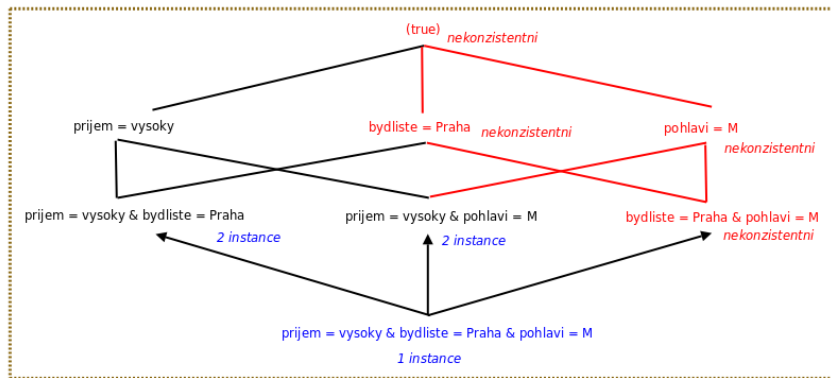 (true) nekonzistentni
prijem = vysoky
bydliste = Praha nekonzistentni
pohlavi = M
nekonzistentni
prijem = vysoky & bydliste = Praha
prijem = vysoky & pohlavi = M
bydliste = Praha & pohlavi = M
2 instance
2 instance
nekonzistentni
prijem = vysoky & bydliste = Praha & pohlavi = M
1 instance